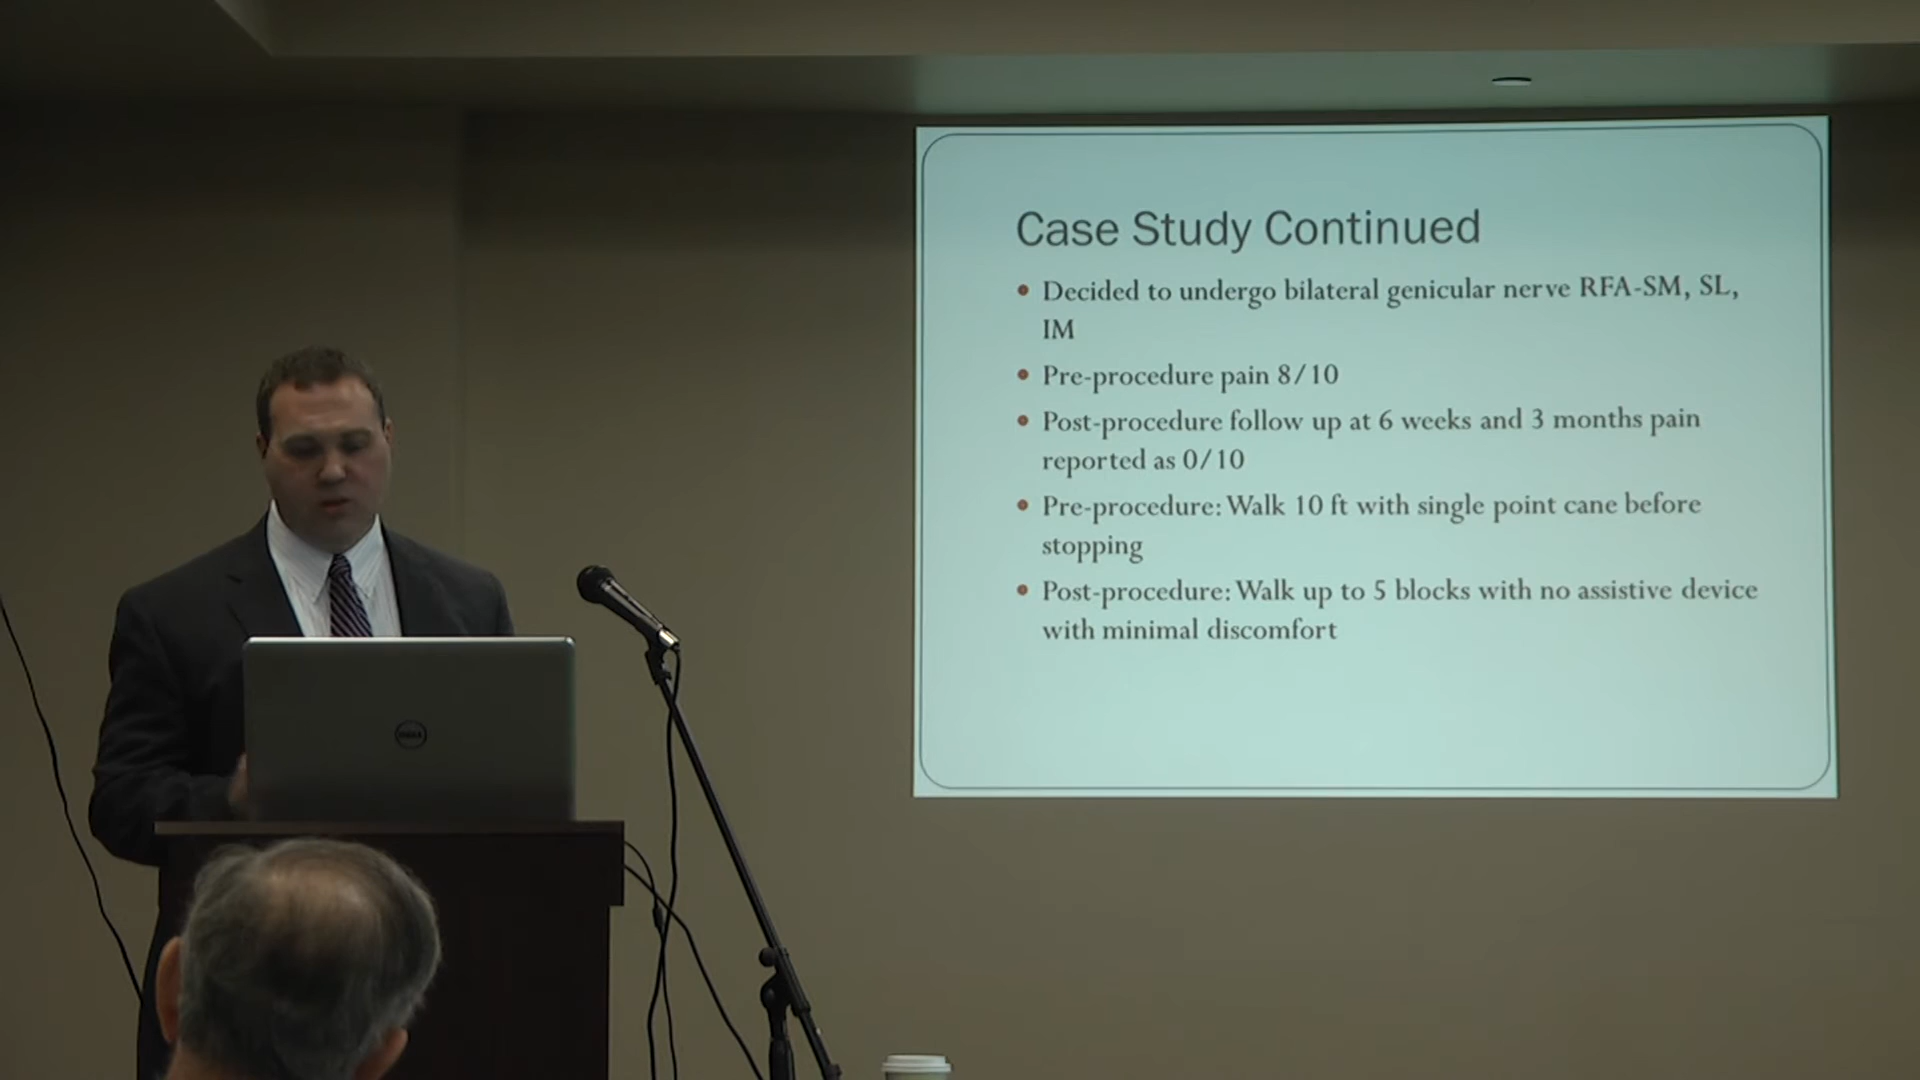 Case Study Continued
• Decided to undergo bilateral genicular nerve RFA-SM, SL,
IM
• Pre-procedure pain 8/10
• Post-procedure follow up at 6 weeks and 3 months pain
reported as 0/10
• Pre-procedure: Walk 10 ft with single point cane before
stopping
• Post-procedure: Walk up to 5 blocks with no assistive device
with minimal discomfort
DELL